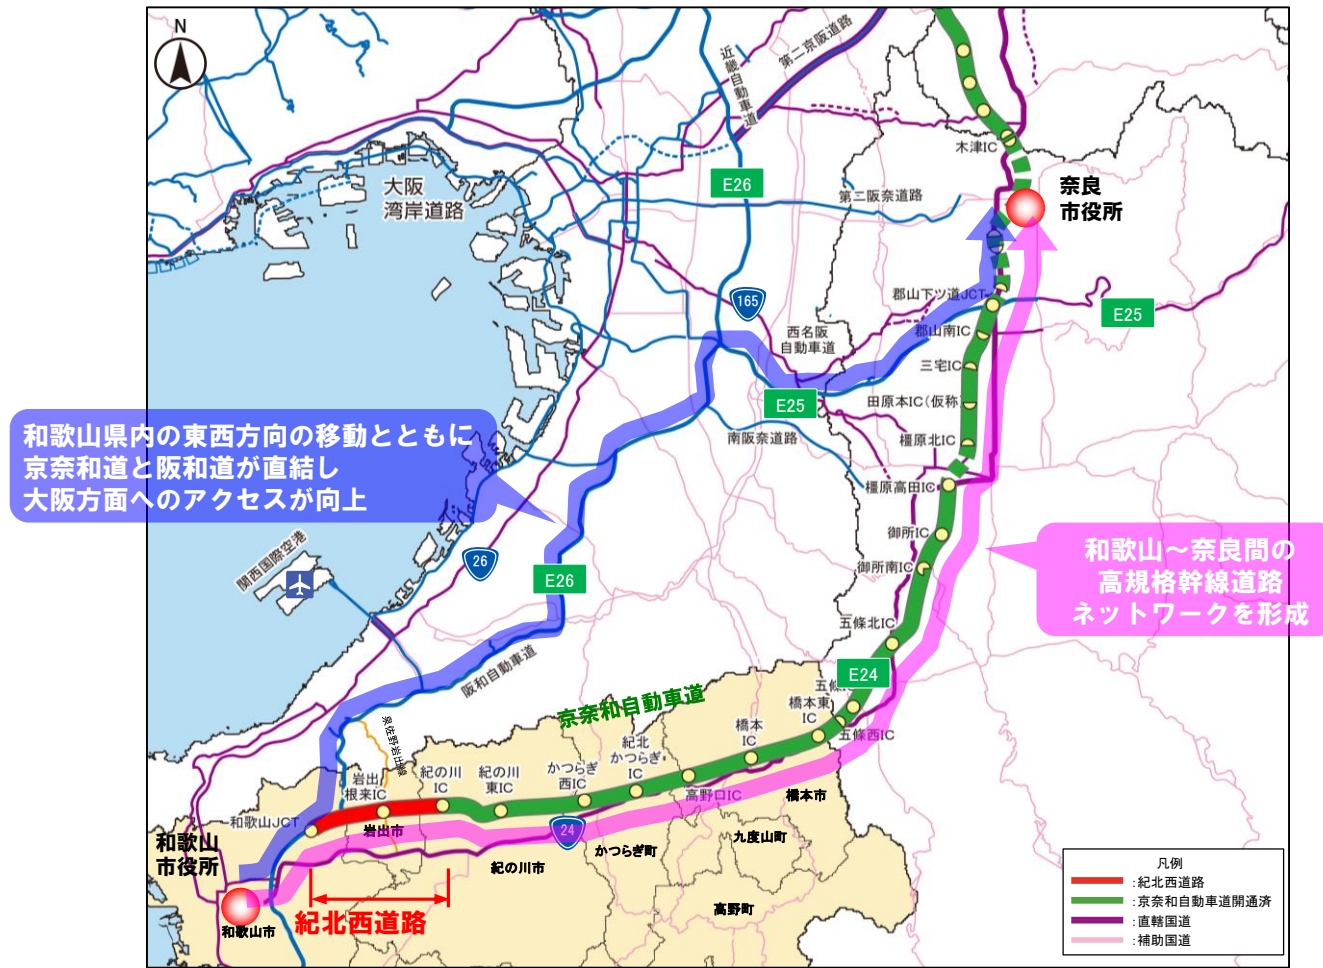 N
第二京阪道路
近畿自動車道
木津IC
大阪
湾岸道路
E26
第二阪奈道路
奈良
市役所
郡山下ツ道JCT
165
E25
西名阪
自動車道
郡山南IC
三宅IC
E25
田原本IC(仮称)
南阪奈道路
橿原北IC
橿原高田IC
和歌山県内の東西方向の移動とともに
京奈和道と阪和道が直結し
大阪方面へのアクセスが向上
関西国際空港
26
E26
御所IC
御所南IC
和歌山～奈良間の
高規格幹線道路
ネットワークを形成
五條北IC
阪和自動車道
E24
京奈和自動車道
橋本東
IC
五條西IC
泉佐野岩出線
橋本
IC
紀北
かつらぎ
IC
かつらぎ
西IC
紀の川
東IC
紀の川
IC
岩出
根来IC
高野口IC
橋本市
和歌山JCT
岩出市
24
かつらぎ町
九度山町
和歌山
市役所
紀の川市
高野町
紀北西道路
和歌山市
凡例
:紀北西道路
:京奈和自動車道開通済
:直轄国道
:補助国道